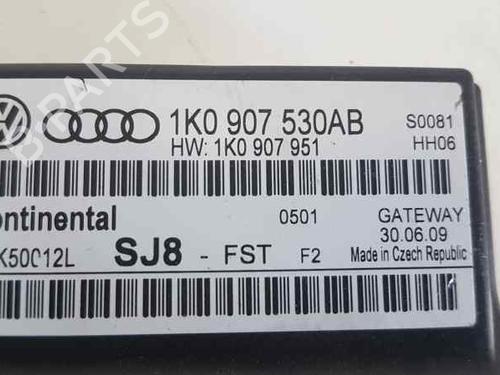 1K0 907 530AB S0081
HW: 1K0 907 951 HH06
ontinental 0501 GATEWAY
K50012L SJ8 - FST F2 30.06.09
Made in Czech Republic
B PARTS